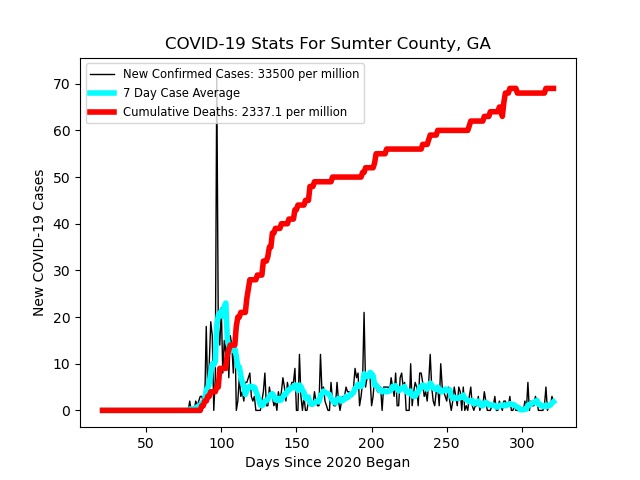 COVID-19 Stats For Sumter County, GA
New Confirmed Cases: 33500 per million
7 Day Case Average
Cumulative Deaths: 2337.1 per million
New COVID-19 Cases
70
60
50
40
30
20
10
0
50
100
150
200
250
300
Days Since 2020 Began